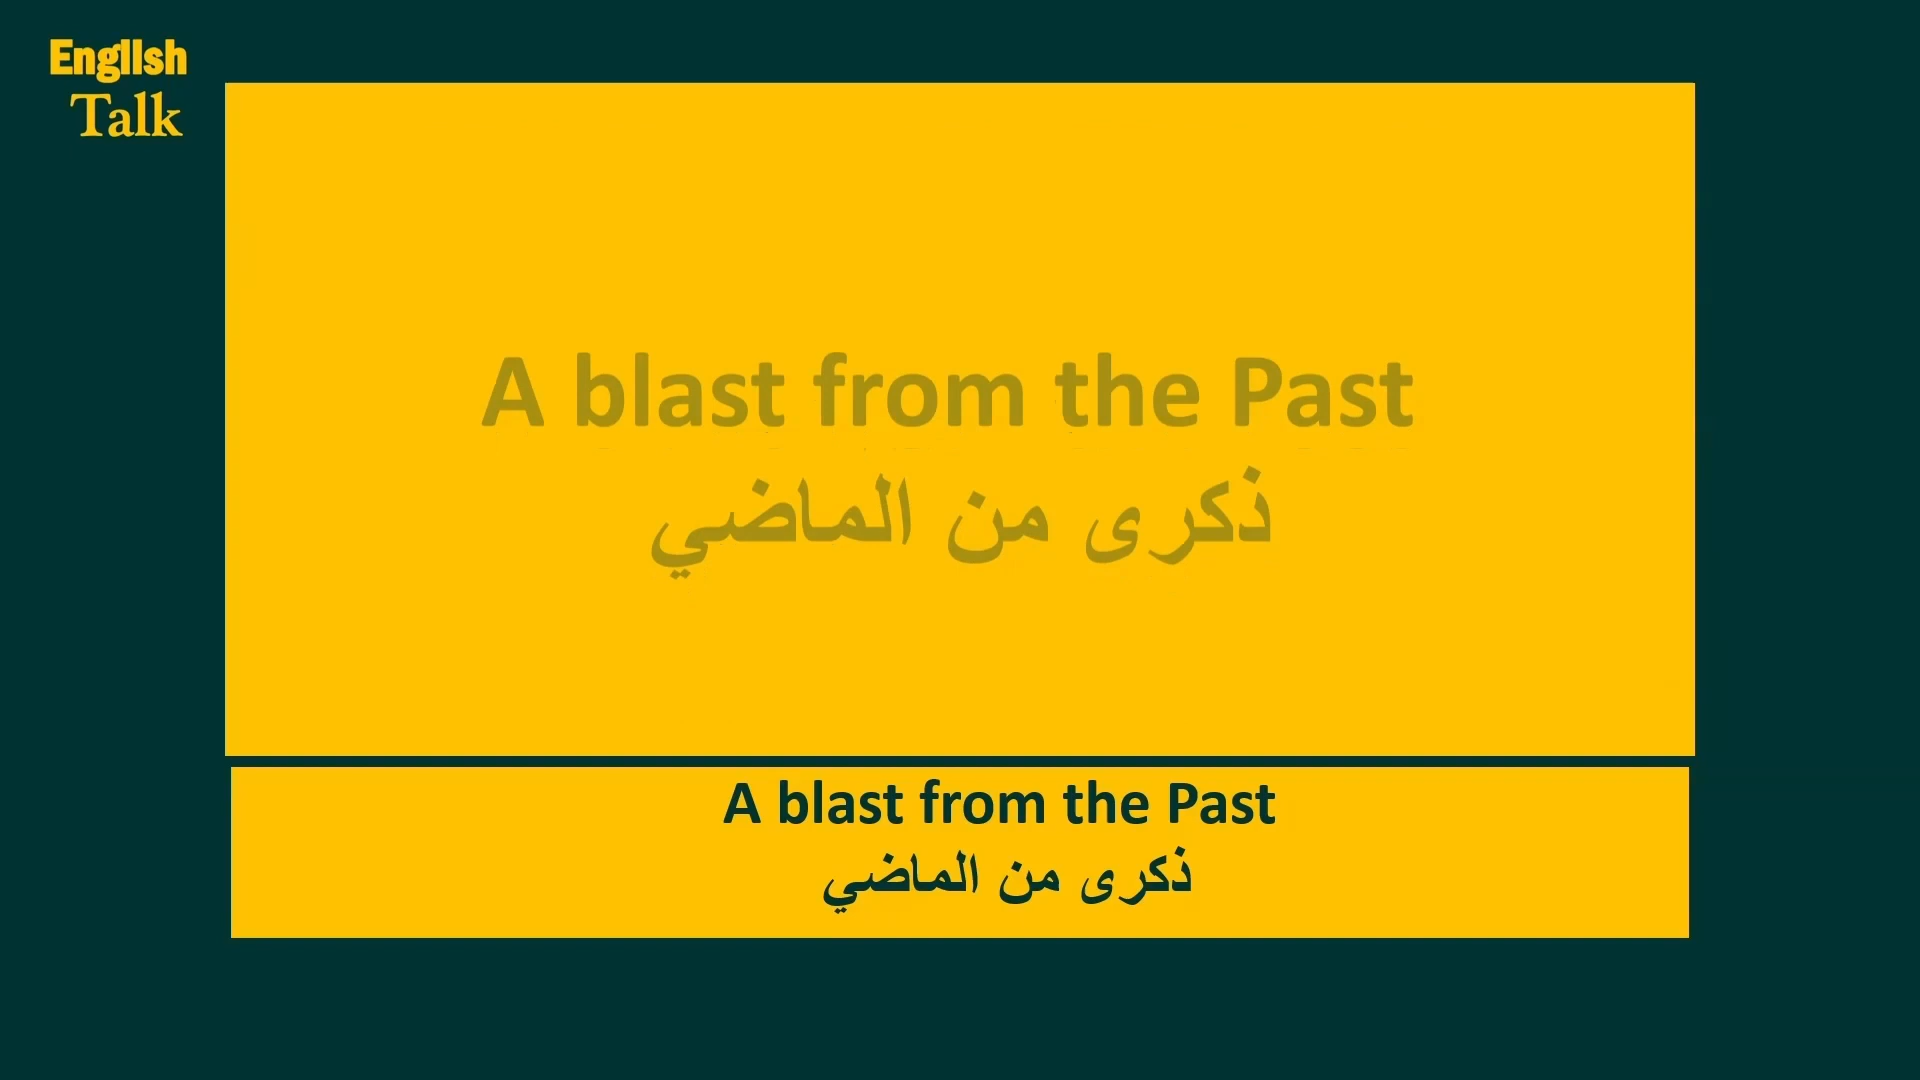 English
Talk
A blast from the Past
ذكرى من الماضي
A blast from the Past
ذكرى من الماضي